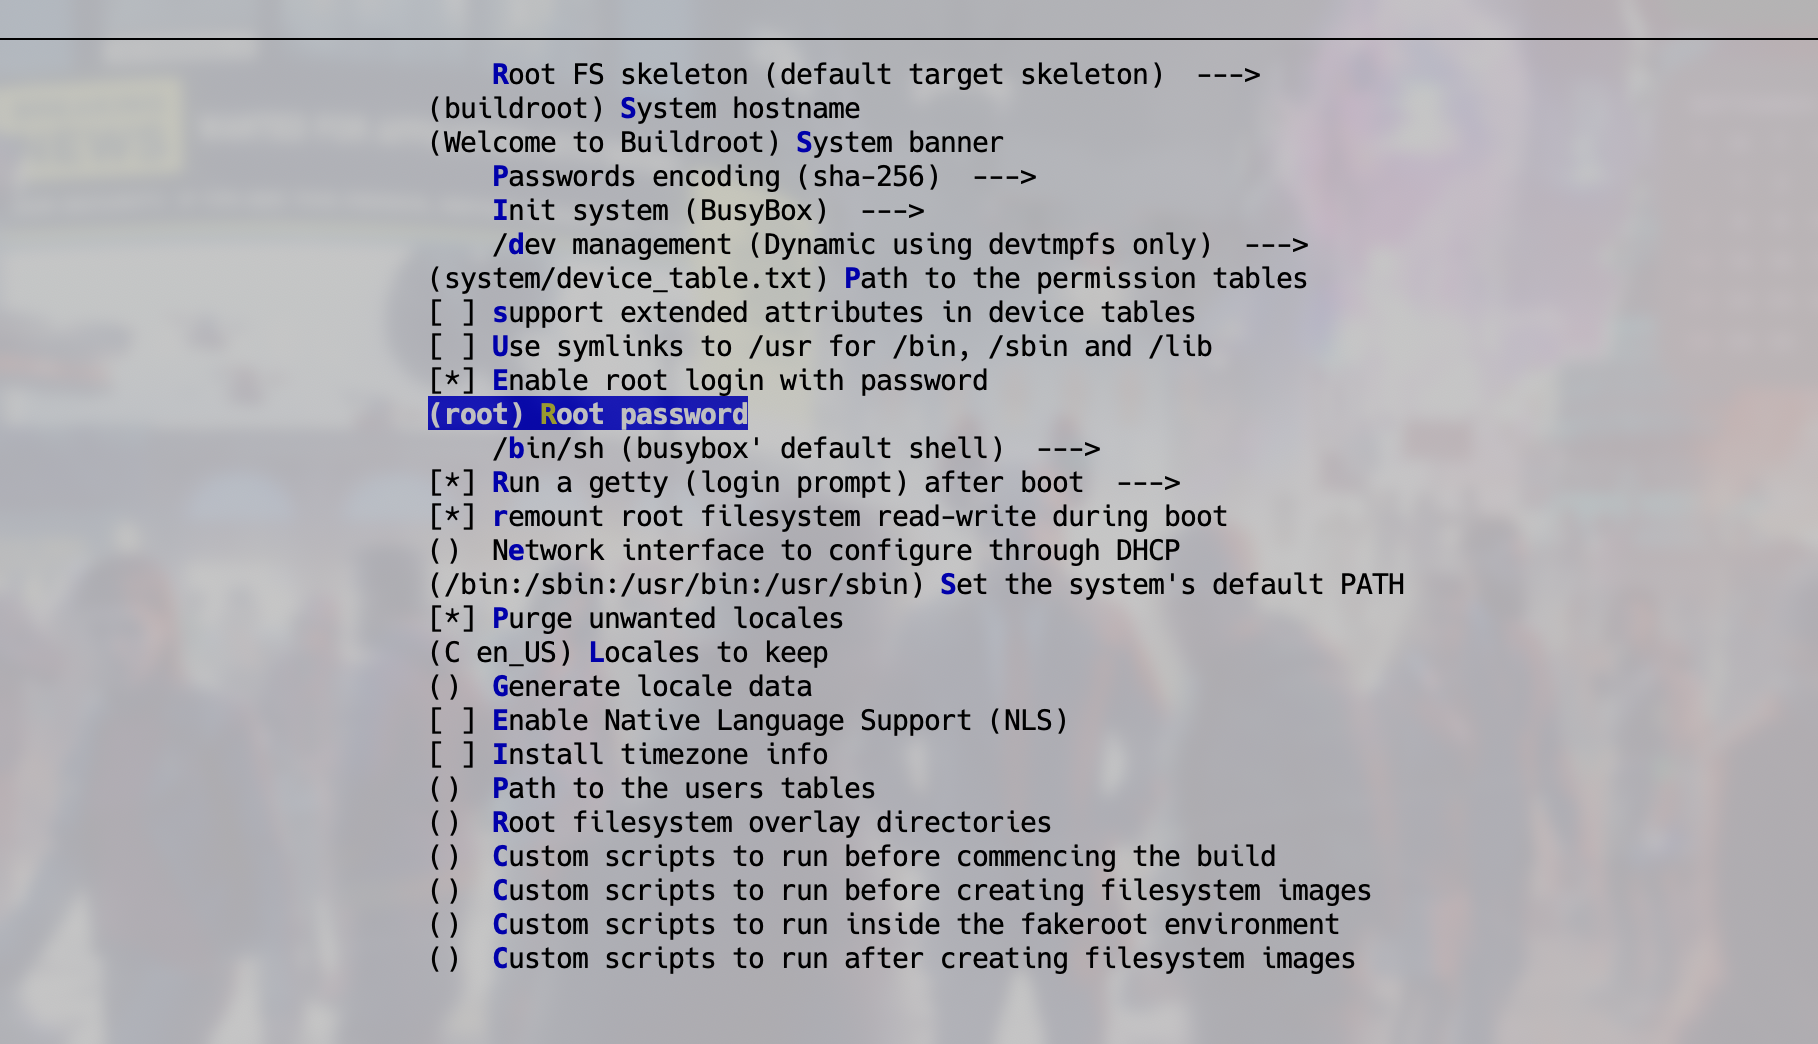 Root FS skeleton (default target skeleton)  --->
(buildroot) System hostname
(Welcome to Buildroot) System banner
Passwords encoding (sha-256)  --->
Init system (BusyBox)  --->
/dev management (Dynamic using devtmpfs only)  --->
(system/device_table.txt) Path to the permission tables
[ ] support extended attributes in device tables
[ ] Use symlinks to /usr for /bin, /sbin and /lib
[*] Enable root login with password
(root) Root password
/bin/sh (busybox' default shell)  --->
[*] Run a getty (login prompt) after boot  --->
[*] remount root filesystem read-write during boot
()  Network interface to configure through DHCP
(/bin:/sbin:/usr/bin:/usr/sbin) Set the system's default PATH
[*] Purge unwanted locales
(C en_US) Locales to keep
()  Generate locale data
[ ] Enable Native Language Support (NLS)
[ ] Install timezone info
()  Path to the users tables
()  Root filesystem overlay directories
()  Custom scripts to run before commencing the build
()  Custom scripts to run before creating filesystem images
()  Custom scripts to run inside the fakeroot environment
()  Custom scripts to run after creating filesystem images